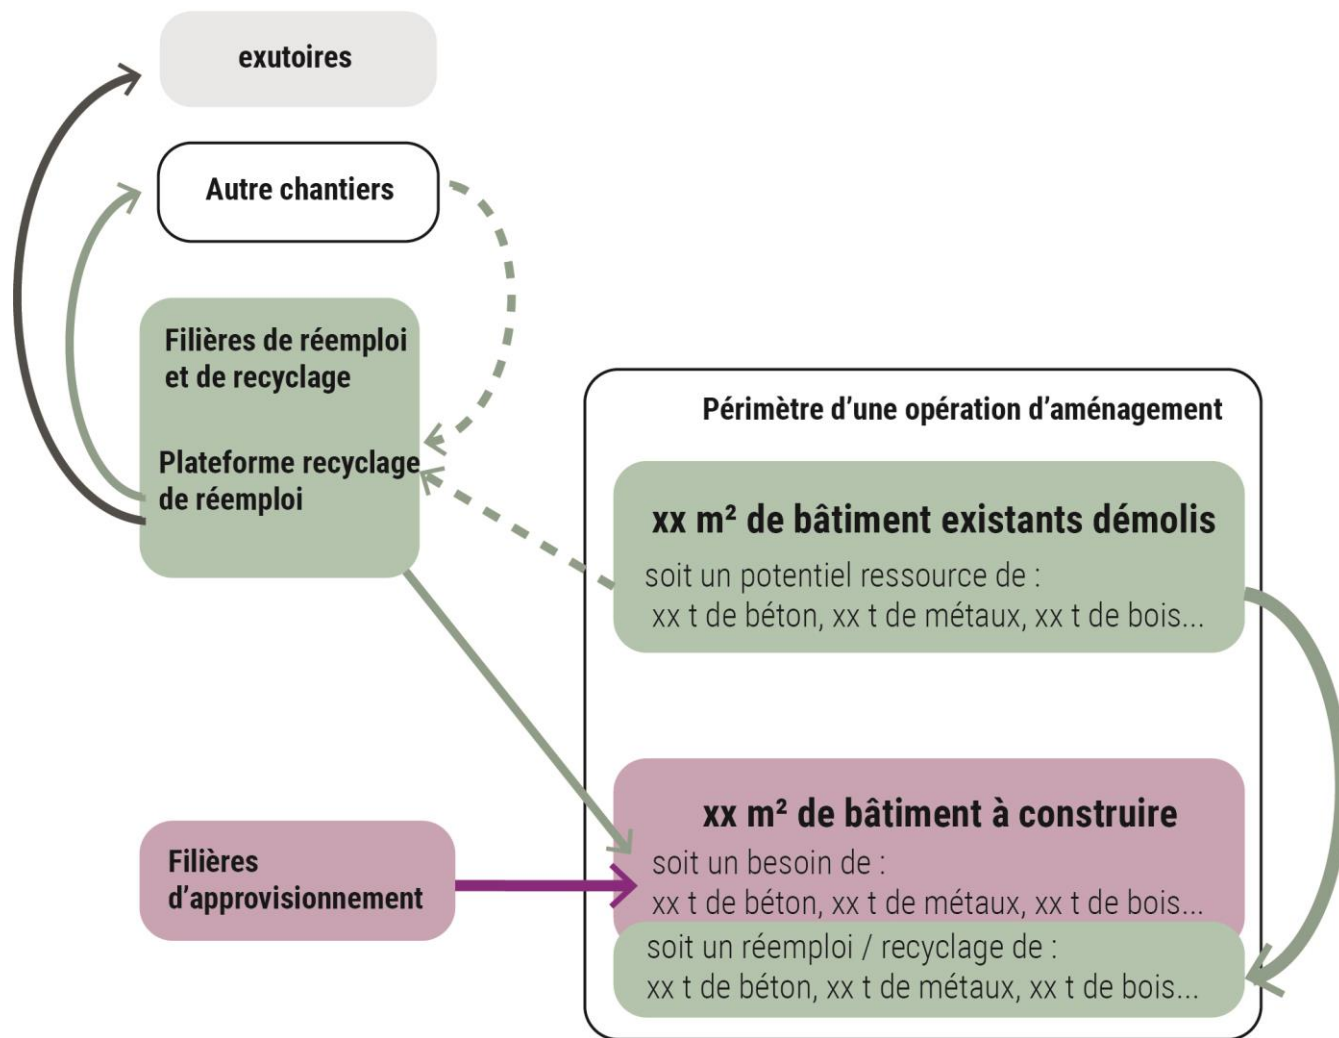 exutoires
Autre chantiers
Filières de réemploi
et de recyclage
Plateforme recyclage
de réemploi
Périmètre d’une opération d’aménagement
xx m² de bâtiment existants démolis
soit un potentiel ressource de :
xx t de béton, xx t de métaux, xx t de bois...
Filières
d’approvisionnement
xx m² de bâtiment à construire
soit un besoin de :
xx t de béton, xx t de métaux, xx t de bois...
soit un réemploi / recyclage de :
xx t de béton, xx t de métaux, xx t de bois...